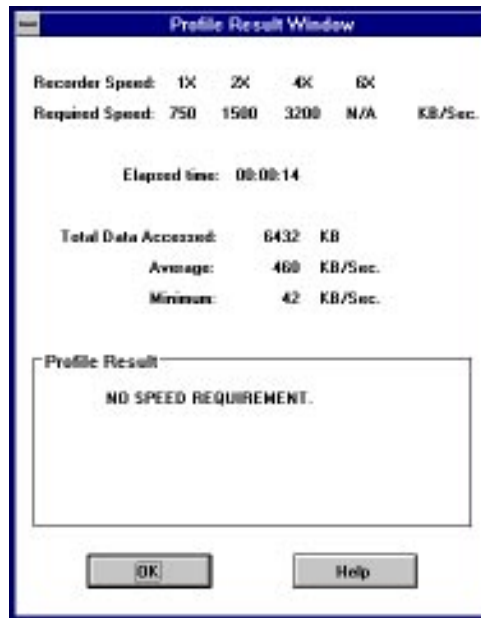 Profile Result Window
Recorder Speed: 1X 2X 4X 6X
Required Speed: 750 1500 3200 N/A KB/Sec.
Elapsed time: 00:00:14
Total Data Accessed: 6432 KB
Average: 460 KB/Sec.
Minimum: 42 KB/Sec.
Profile Result
NO SPEED REQUIREMENT.
OK Help